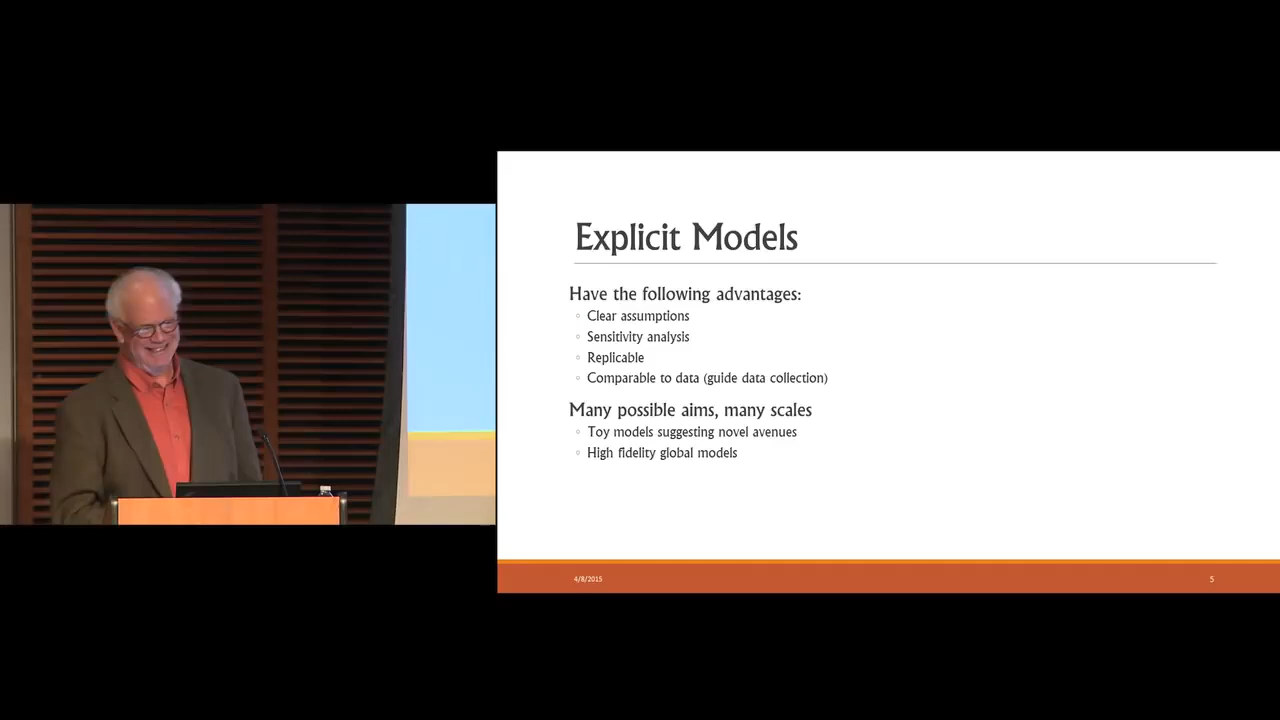 Explicit Models
Have the following advantages:
◦ Clear assumptions
◦ Sensitivity analysis
◦ Replicable
◦ Comparable to data (guide data collection)
Many possible aims, many scales
◦ Toy models suggesting novel avenues
◦ High fidelity global models
4/8/2015
5